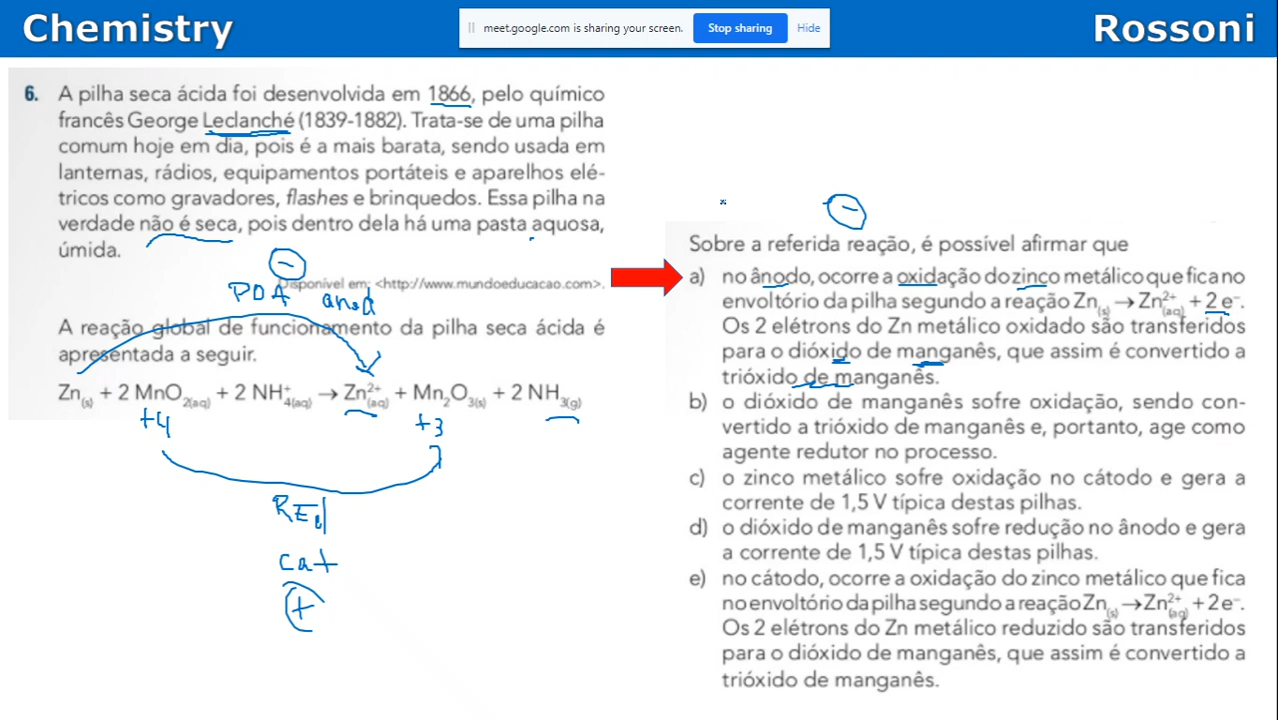 Chemistry
meet.google.com is sharing your screen. Stop sharing Hide
Rossoni
6. A pilha seca ácida foi desenvolvida em 1866, pelo químico
francês George Leclanché (1839-1882). Trata-se de uma pilha
comum hoje em dia, pois é a mais barata, sendo usada em
lanternas, rádios, equipamentos portáteis e aparelhos elé-
tricos como gravadores, flashes e brinquedos. Essa pilha na
verdade não é seca, pois dentro dela há uma pasta aquosa,
úmida.
Disponível em: <http://www.mundoeducacao.com>.
anod
A reação global de funcionamento da pilha seca ácida é
apresentada a seguir.
Zn(s) + 2 MnO2(aq) + 2 NH4(aq)+ → Zn(aq)2+ + Mn2O3(s) + 2 NH3(g)
+4 +3
REd
cat
+
−
Sobre a referida reação, é possível afirmar que
a) no ânodo, ocorre a oxidação do zinco metálico que fica no
envoltório da pilha segundo a reação Zn(s) → Zn(aq)2+ + 2 e−.
Os 2 elétrons do Zn metálico oxidado são transferidos
para o dióxido de manganês, que assim é convertido a
trióxido de manganês.
b) o dióxido de manganês sofre oxidação, sendo con-
vertido a trióxido de manganês e, portanto, age como
agente redutor no processo.
c) o zinco metálico sofre oxidação no cátodo e gera a
corrente de 1,5 V típica destas pilhas.
d) o dióxido de manganês sofre redução no ânodo e gera
a corrente de 1,5 V típica destas pilhas.
e) no cátodo, ocorre a oxidação do zinco metálico que fica
no envoltório da pilha segundo a reação Zn(s) → Zn(aq)2+ + 2e−.
Os 2 elétrons do Zn metálico reduzido são transferidos
para o dióxido de manganês, que assim é convertido a
trióxido de manganês.